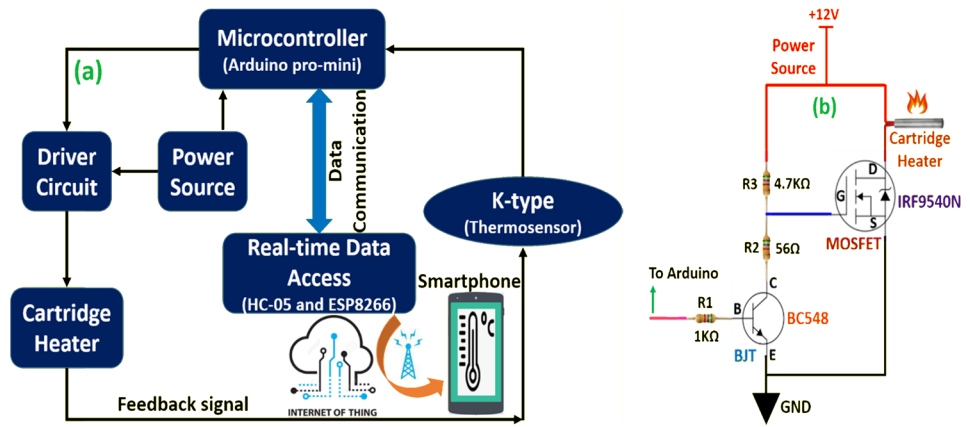 (a)
Microcontroller
(Arduino pro-mini)
Driver
Circuit
Power
Source
Data
Communication
K-type
(Thermosensor)
Real-time Data
Access
(HC-05 and ESP8266)
Smartphone
°C
Cartridge
Heater
INTERNET OF THING
Feedback signal
+12V
Power
Source
(b)
Cartridge
Heater
R3
4.7KΩ
D
G
S
IRF9540N
MOSFET
R2
56Ω
To Arduino
R1
1KΩ
C
B
E
BC548
BJT
GND